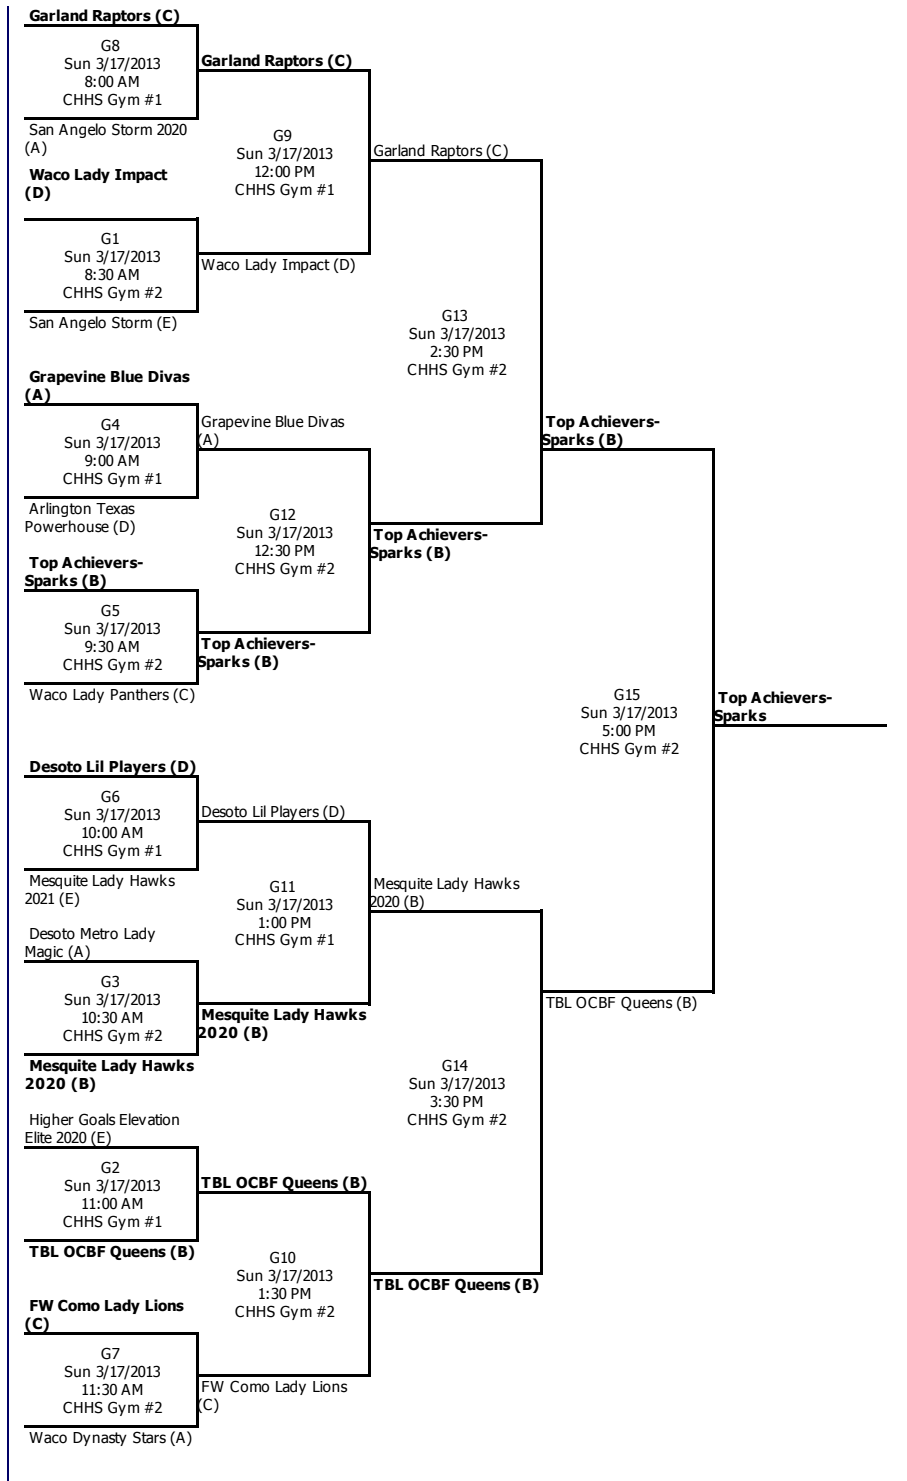 Garland Raptors (C)
G8
Sun 3/17/2013
8:00 AM
CHHS Gym #1
San Angelo Storm 2020
(A)
Garland Raptors (C)
G9
Sun 3/17/2013
12:00 PM
CHHS Gym #1
Waco Lady Impact
(D)
G1
Sun 3/17/2013
8:30 AM
CHHS Gym #2
San Angelo Storm (E)
Waco Lady Impact (D)
Garland Raptors (C)
G13
Sun 3/17/2013
2:30 PM
CHHS Gym #2
Grapevine Blue Divas
(A)
G4
Sun 3/17/2013
9:00 AM
CHHS Gym #1
Arlington Texas
Powerhouse (D)
Grapevine Blue Divas
(A)
G12
Sun 3/17/2013
12:30 PM
CHHS Gym #2
Top Achievers-
Sparks (B)
Top Achievers-
Sparks (B)
G5
Sun 3/17/2013
9:30 AM
CHHS Gym #2
Waco Lady Panthers (C)
Top Achievers-
Sparks (B)
Top Achievers-
Sparks (B)
G15
Sun 3/17/2013
5:00 PM
CHHS Gym #2
Top Achievers-
Sparks
Desoto Lil Players (D)
G6
Sun 3/17/2013
10:00 AM
CHHS Gym #1
Mesquite Lady Hawks
2021 (E)
Desoto Lil Players (D)
G11
Sun 3/17/2013
1:00 PM
CHHS Gym #1
Mesquite Lady Hawks
2020 (B)
Desoto Metro Lady
Magic (A)
G3
Sun 3/17/2013
10:30 AM
CHHS Gym #2
Mesquite Lady Hawks
2020 (B)
Mesquite Lady Hawks
2020 (B)
TBL OCBF Queens (B)
G14
Sun 3/17/2013
3:30 PM
CHHS Gym #2
Higher Goals Elevation
Elite 2020 (E)
G2
Sun 3/17/2013
11:00 AM
CHHS Gym #1
TBL OCBF Queens (B)
TBL OCBF Queens (B)
G10
Sun 3/17/2013
1:30 PM
CHHS Gym #2
TBL OCBF Queens (B)
FW Como Lady Lions
(C)
G7
Sun 3/17/2013
11:30 AM
CHHS Gym #2
Waco Dynasty Stars (A)
FW Como Lady Lions
(C)